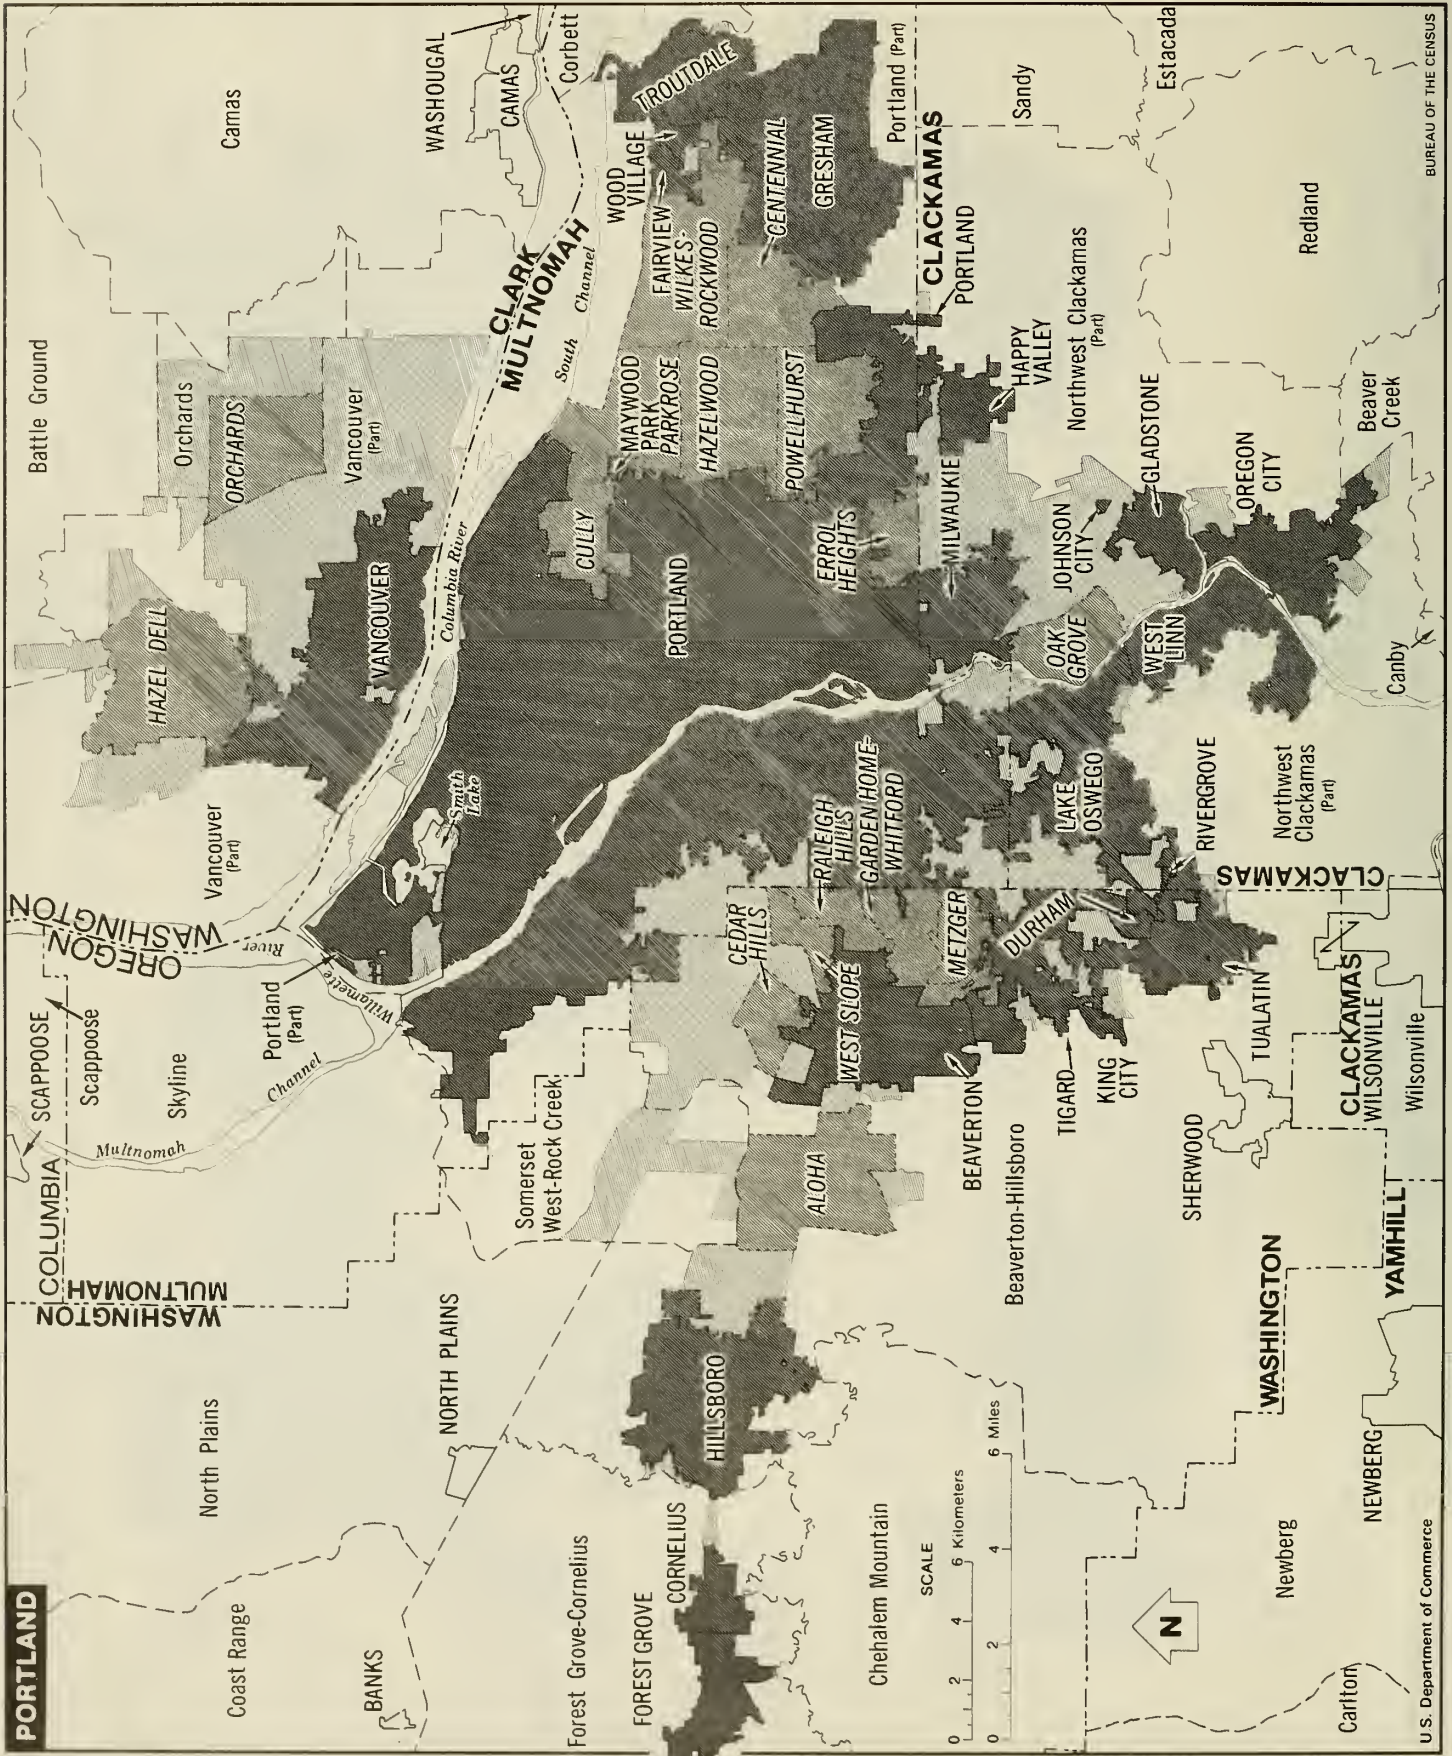 PORTLAND
COLUMBIA
SCAPPOOSE
Scappoose
WASHINGTON
MULTNOMAH
OREGON
WASHINGTON
Multnomah
Channel
Skyline
Willamette
River
Portland
(Part)
Vancouver
(Part)
HAZEL DELL
Battle Ground
Orchards
ORCHARDS
Vancouver
(Part)
VANCOUVER
Camas
WASHOUGAL
CAMAS
Corbett
CLARK
MULTNOMAH
Columbia River
South
Channel
Smith
Lake
North Plains
Coast Range
BANKS
NORTH PLAINS
Somerset
West-Rock Creek
Forest Grove-Cornelius
FOREST GROVE
CORNELIUS
HILLSBORO
ALOHA
CEDAR
HILLS
WEST SLOPE
RALEIGH
HILLS
GARDEN HOME-
WHITFORD
METZGER
BEAVERTON
PORTLAND
CULLY
MAYWOOD
PARK
PARKROSE
HAZELWOOD
POWELLHURST
ERROL
HEIGHTS
WOOD
VILLAGE
FAIRVIEW
WILKES-
ROCKWOOD
TROUTDALE
CENTENNIAL
GRESHAM
Portland (Part)
CLACKAMAS
PORTLAND
HAPPY
VALLEY
MILWAUKIE
Sandy
Estacada
Northwest Clackamas
(Part)
Redland
JOHNSON
CITY
GLADSTONE
OREGON
CITY
Beaver
Creek
OAK
GROVE
WEST
LINN
Canby
LAKE
OSWEGO
RIVERGROVE
Northwest
Clackamas
(Part)
CLACKAMAS
DURHAM
TIGARD
KING
CITY
TUALATIN
SHERWOOD
CLACKAMAS
WILSONVILLE
Wilsonville
Beaverton-Hillsboro
WASHINGTON
YAMHILL
Chehalem Mountain
NEWBERG
Newberg
Carlton
SCALE
0 2 4 6 Kilometers
0 2 4 6 Miles
N
U.S. Department of Commerce
BUREAU OF THE CENSUS